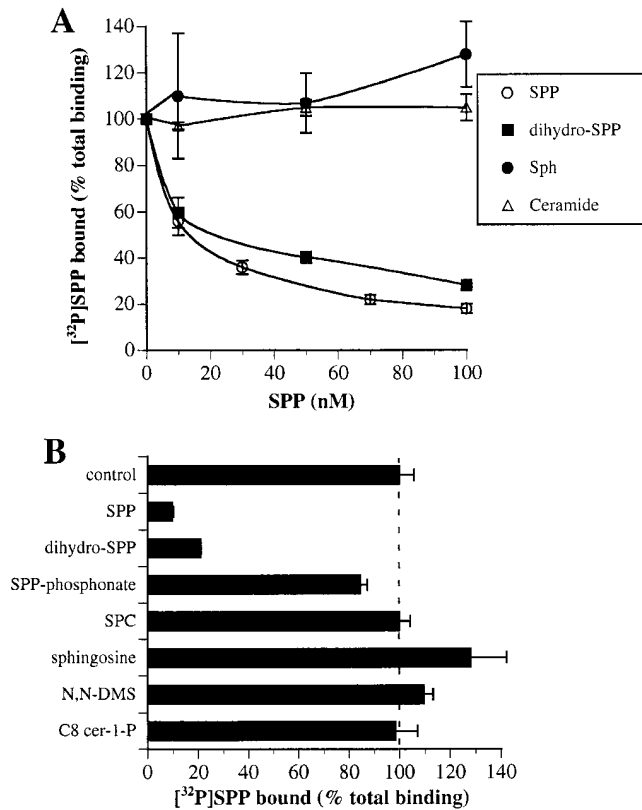 A
[³²P]SPP bound (% total binding)
140
120
100
80
60
40
20
0
0 20 40 60 80 100
SPP (nM)
SPP
dihydro-SPP
Sph
Ceramide
B
control
SPP
dihydro-SPP
SPP-phosphonate
SPC
sphingosine
N,N-DMS
C8 cer-1-P
0 20 40 60 80 100 120 140
[³²P]SPP bound (% total binding)